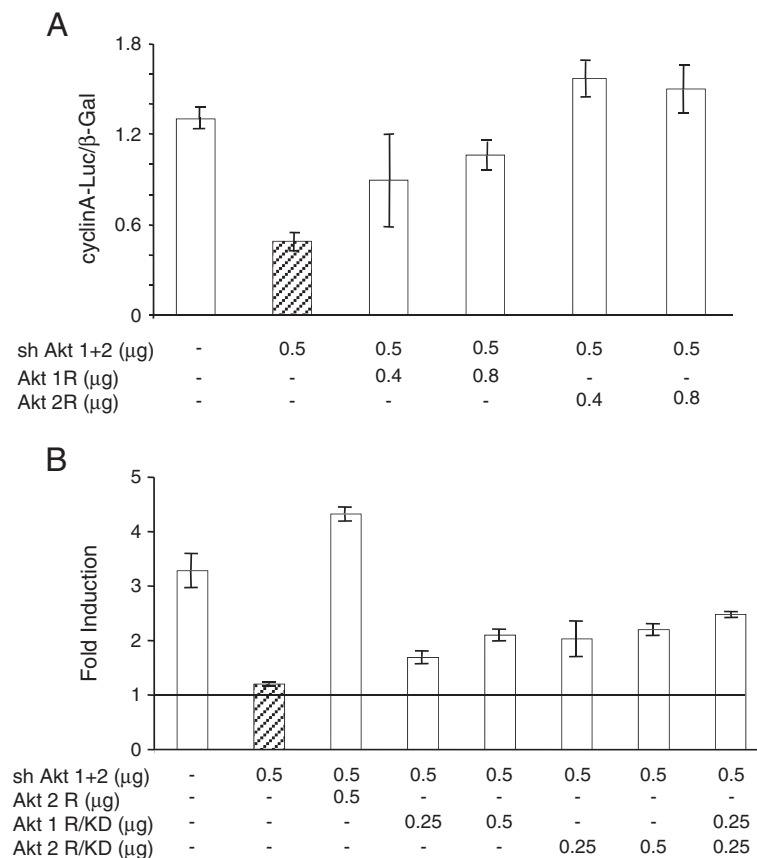 A
1.8
1.2
0.6
0
cyclinA-Luc/β-Gal
sh Akt 1+2 (μg) - 0.5 0.5 0.5 0.5 0.5
Akt 1R (μg) - - 0.4 0.8 - -
Akt 2R (μg) - - - - 0.4 0.8
B
5
4
3
2
1
0
Fold Induction
sh Akt 1+2 (μg) - 0.5 0.5 0.5 0.5 0.5 0.5 0.5
Akt 2 R (μg) - - 0.5 - - - - -
Akt 1 R/KD (μg) - - - 0.25 0.5 - - 0.25
Akt 2 R/KD (μg) - - - - - 0.25 0.5 0.25